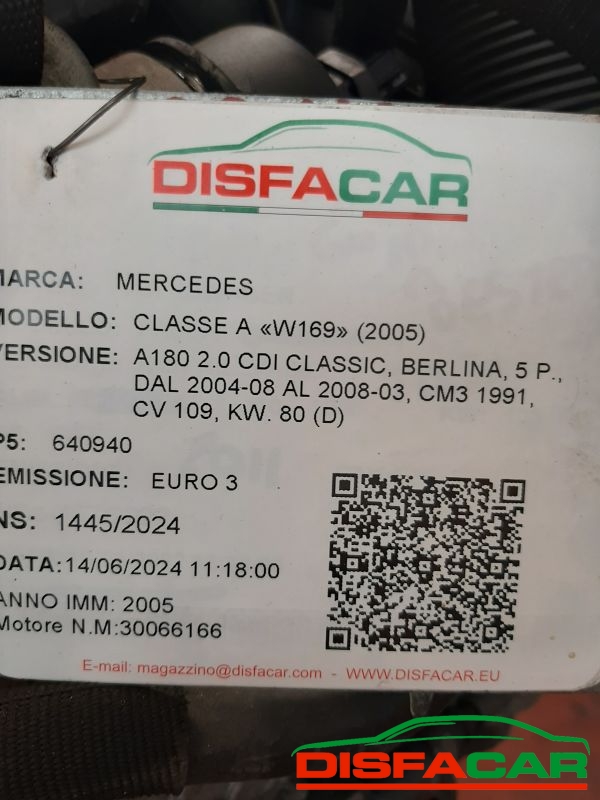 DISFACAR
MARCA: MERCEDES
MODELLO: CLASSE A «W169» (2005)
VERSIONE: A180 2.0 CDI CLASSIC, BERLINA, 5 P.,
DAL 2004-08 AL 2008-03, CM3 1991,
CV 109, KW. 80 (D)
P5: 640940
EMISSIONE: EURO 3
NS: 1445/2024
DATA:14/06/2024 11:18:00
ANNO IMM: 2005
Motore N.M:30066166
E-mail: magazzino@disfacar.com - WWW.DISFACAR.EU
DISFACAR